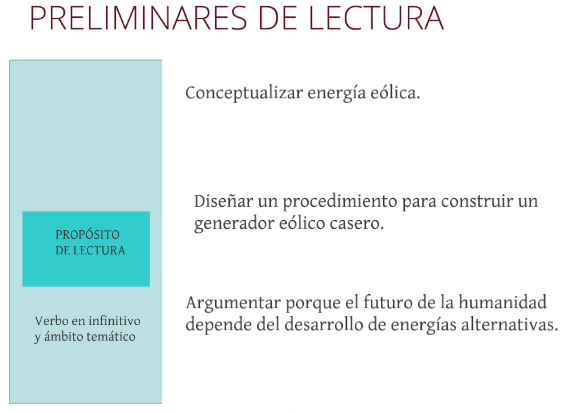 PRELIMINARES DE LECTURA
Conceptualizar energía eólica.
Diseñar un procedimiento para construir un
generador eólico casero.
PROPÓSITO
DE LECTURA
Argumentar porque el futuro de la humanidad
depende del desarrollo de energías alternativas.
Verbo en infinitivo
y ámbito temático